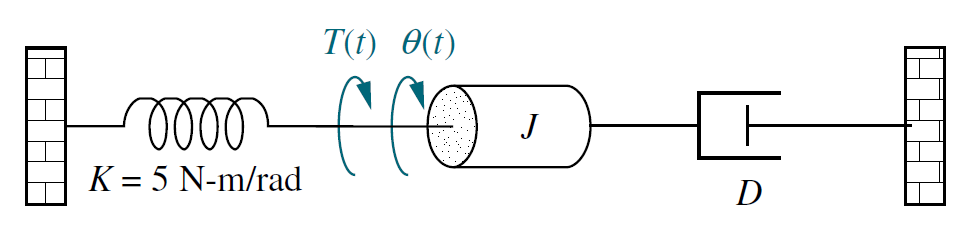 T(t) θ(t)
J
K = 5 N-m/rad
D